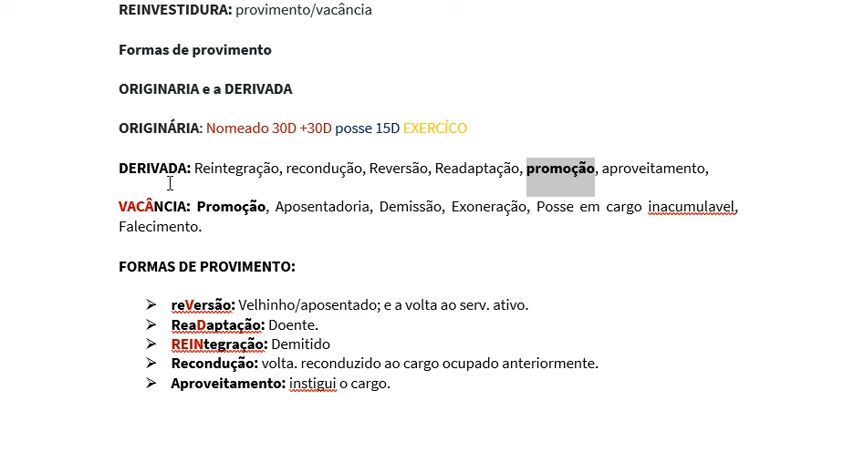 REINVESTIDURA: provimento/vacância
Formas de provimento
ORIGINARIA e a DERIVADA
ORIGINÁRIA: Nomeado 30D +30D posse 15D EXERCÍCO
DERIVADA: Reintegração, recondução, Reversão, Readaptação, promoção, aproveitamento,
VACÂNCIA: Promoção, Aposentadoria, Demissão, Exoneração, Posse em cargo inacumulavel,
Falecimento.
FORMAS DE PROVIMENTO:
➢ reVersão: Velhinho/aposentado; e a volta ao serv. ativo.
➢ ReaDaptação: Doente.
➢ REINtegração: Demitido
➢ Recondução: volta. reconduzido ao cargo ocupado anteriormente.
➢ Aproveitamento: instigui o cargo.